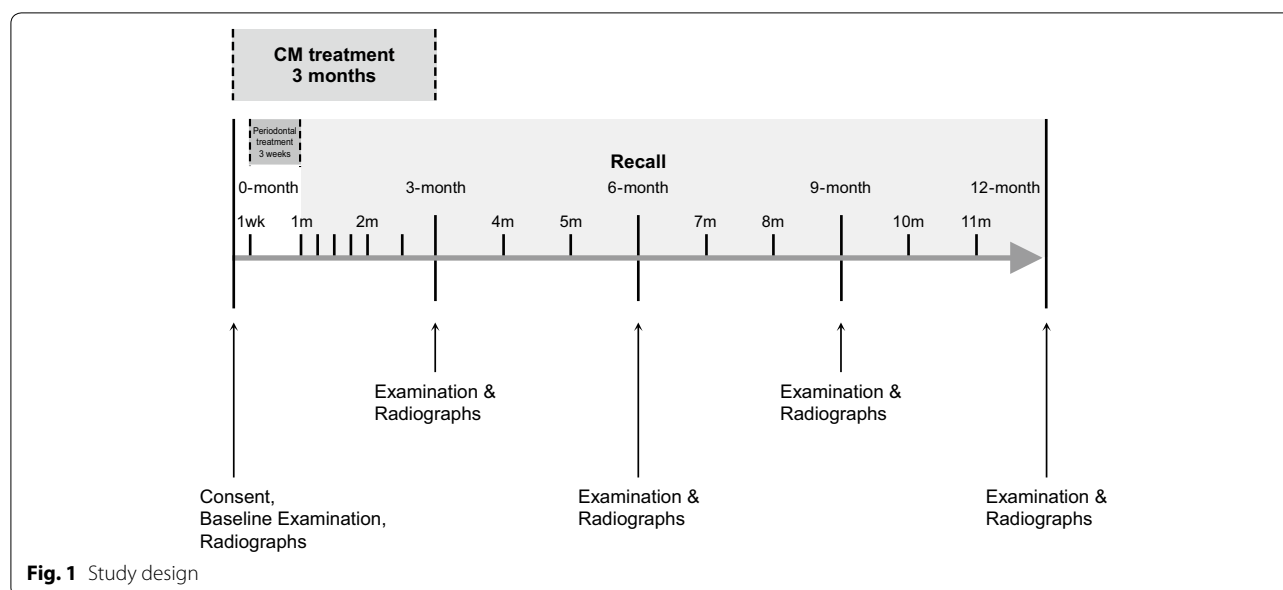 CM treatment
3 months
Periodontal
treatment
3 weeks
Recall
0-month 3-month 6-month 9-month 12-month
1wk 1m 2m 4m 5m 7m 8m 10m 11m
Examination &
Radiographs
Examination &
Radiographs
Consent,
Baseline Examination,
Radiographs
Examination &
Radiographs
Examination &
Radiographs
Fig. 1 Study design